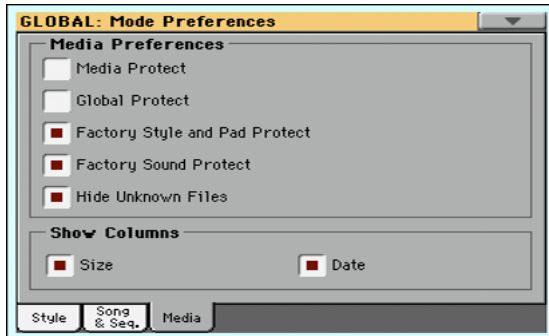 GLOBAL: Mode Preferences
Media Preferences
Media Protect
Global Protect
Factory Style and Pad Protect
Factory Sound Protect
Hide Unknown Files
Show Columns
Size Date
Style
Song
& Seq.
Media